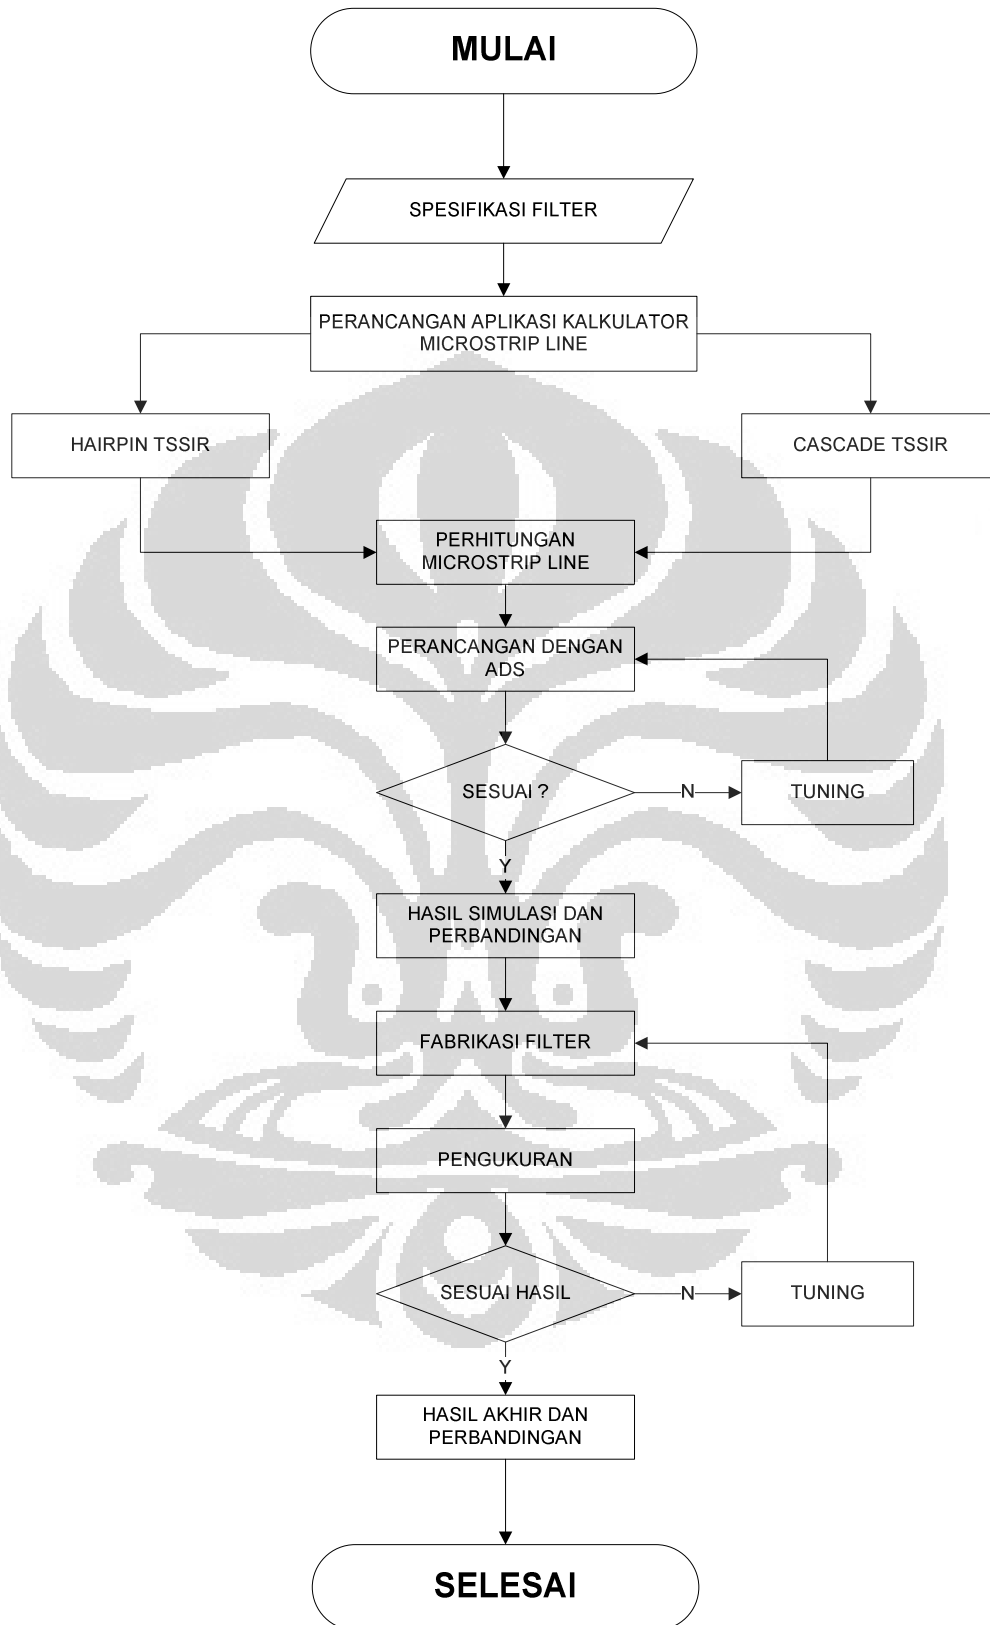 MULAI
SPESIFIKASI FILTER
PERANCANGAN APLIKASI KALKULATOR
MICROSTRIP LINE
HAIRPIN TSSIR
CASCADE TSSIR
PERHITUNGAN
MICROSTRIP LINE
PERANCANGAN DENGAN
ADS
SESUAI ?
N
TUNING
Y
HASIL SIMULASI DAN
PERBANDINGAN
FABRIKASI FILTER
PENGUKURAN
SESUAI HASIL
N
TUNING
Y
HASIL AKHIR DAN
PERBANDINGAN
SELESAI